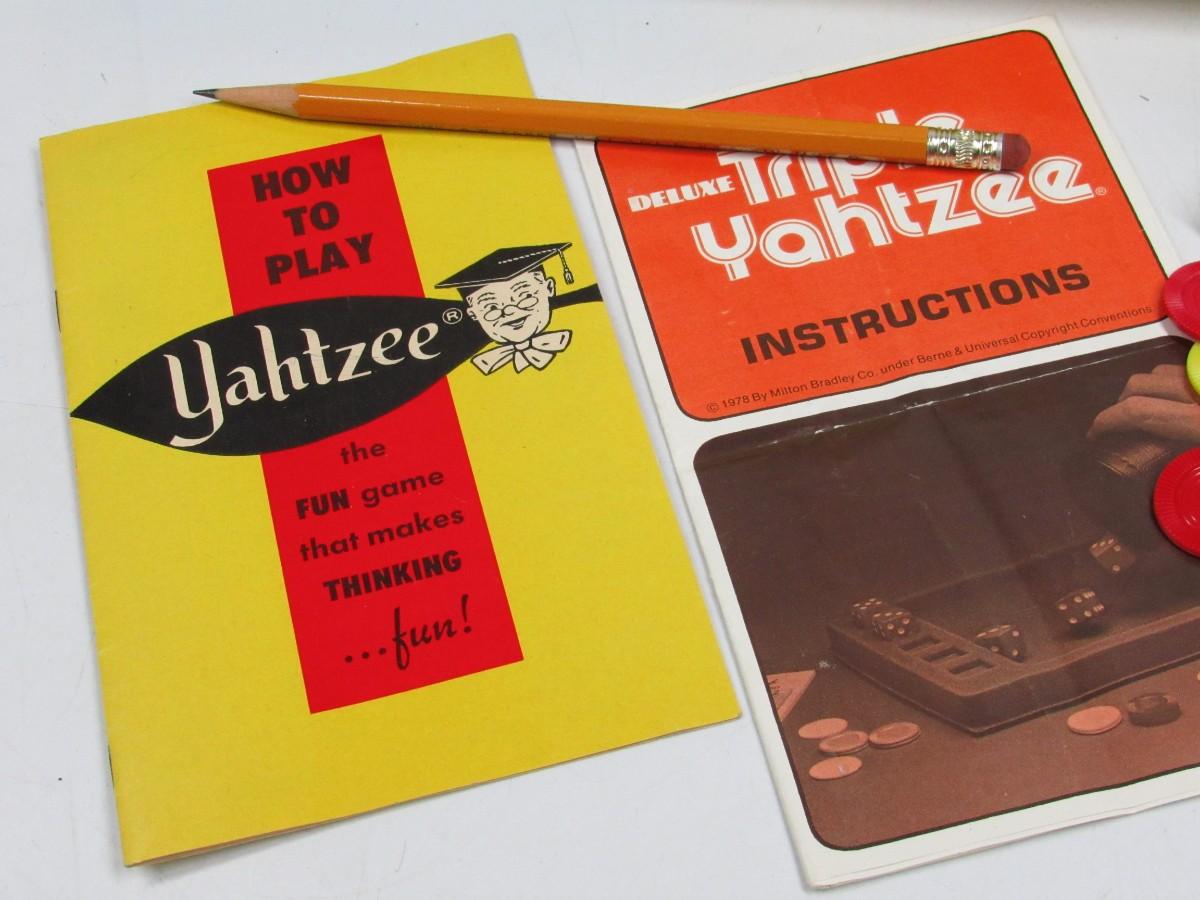 HOW
TO
PLAY
Yahtzee®
the
FUN game
that makes
THINKING
...fun!
DELUXE Triple
Yahtzee®
INSTRUCTIONS
© 1978 By Milton Bradley Co. under Berne & Universal Copyright Conventions